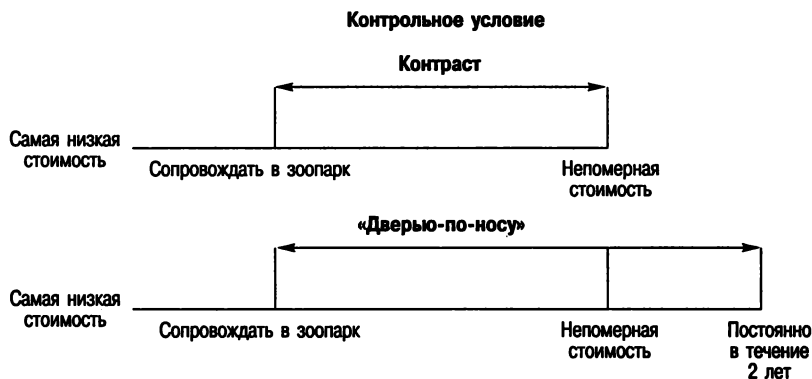 Контрольное условие
Контраст
Самая низкая
стоимость
Сопровождать в зоопарк
Непомерная
стоимость
«Дверью-по-носу»
Самая низкая
стоимость
Сопровождать в зоопарк
Непомерная
стоимость
Постоянно
в течение
2 лет